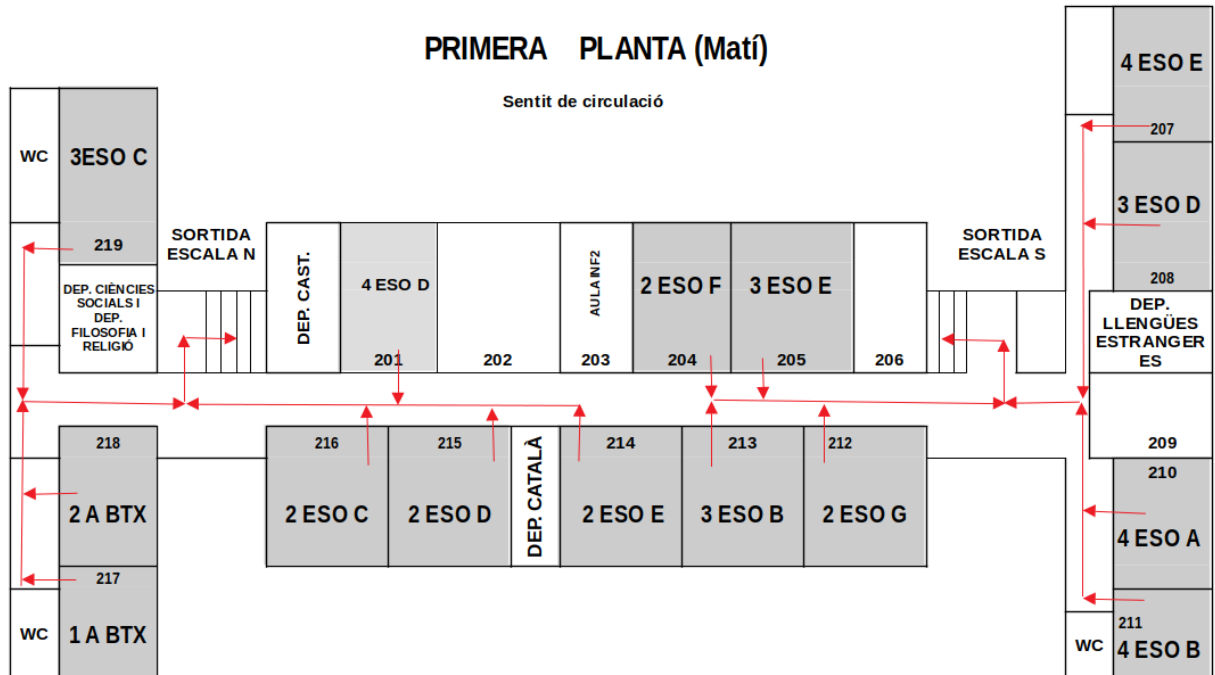 PRIMERA PLANTA (Matí)
Sentit de circulació
WC
3ESO C
219
DEP. CIÈNCIES
SOCIALS I
DEP.
FILOSOFIA I
RELIGIÓ
SORTIDA
ESCALA N
DEP. CAST.
4 ESO D
201
202
AULA INF2
203
2 ESO F
204
3 ESO E
205
206
SORTIDA
ESCALA S
4 ESO E
207
3 ESO D
208
DEP.
LLENGÜES
ESTRANGER
ES
209
218
2 A BTX
217
WC
1 A BTX
216
2 ESO C
215
2 ESO D
DEP. CATALÀ
214
2 ESO E
213
3 ESO B
212
2 ESO G
210
4 ESO A
211
WC
4 ESO B